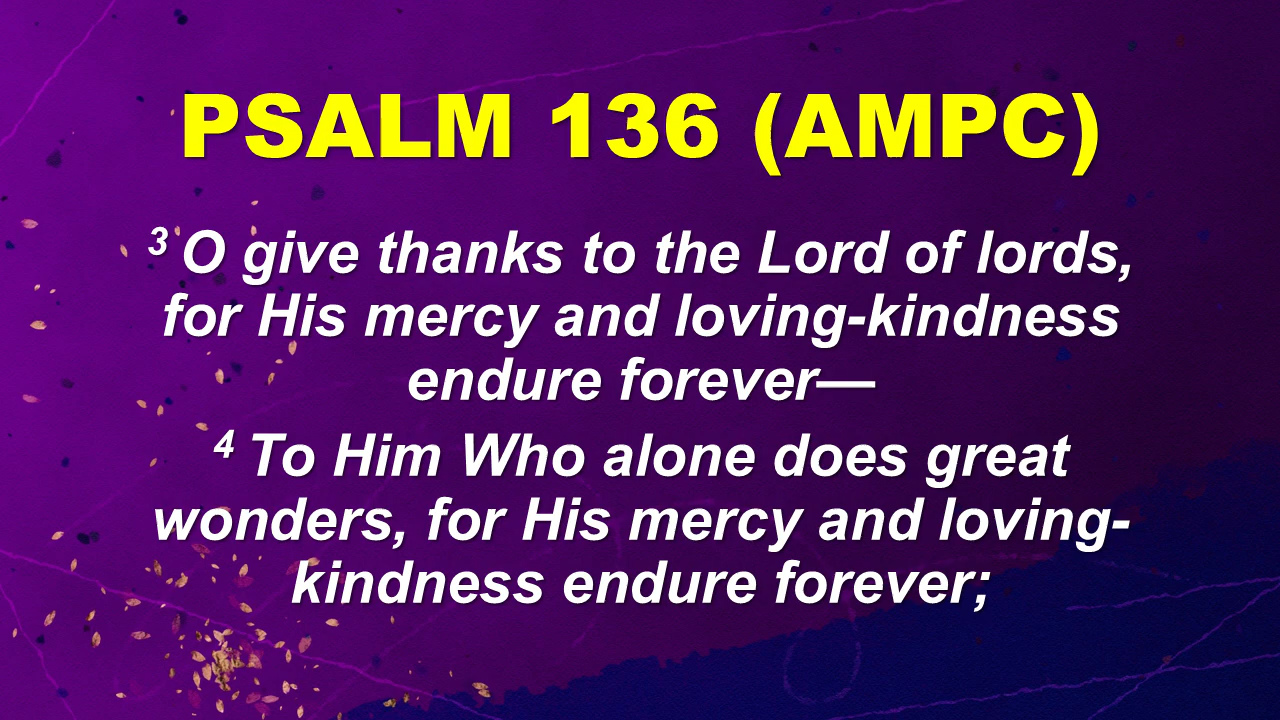 PSALM 136 (AMPC)
3 O give thanks to the Lord of lords,
for His mercy and loving-kindness
endure forever—
4 To Him Who alone does great
wonders, for His mercy and loving-
kindness endure forever;